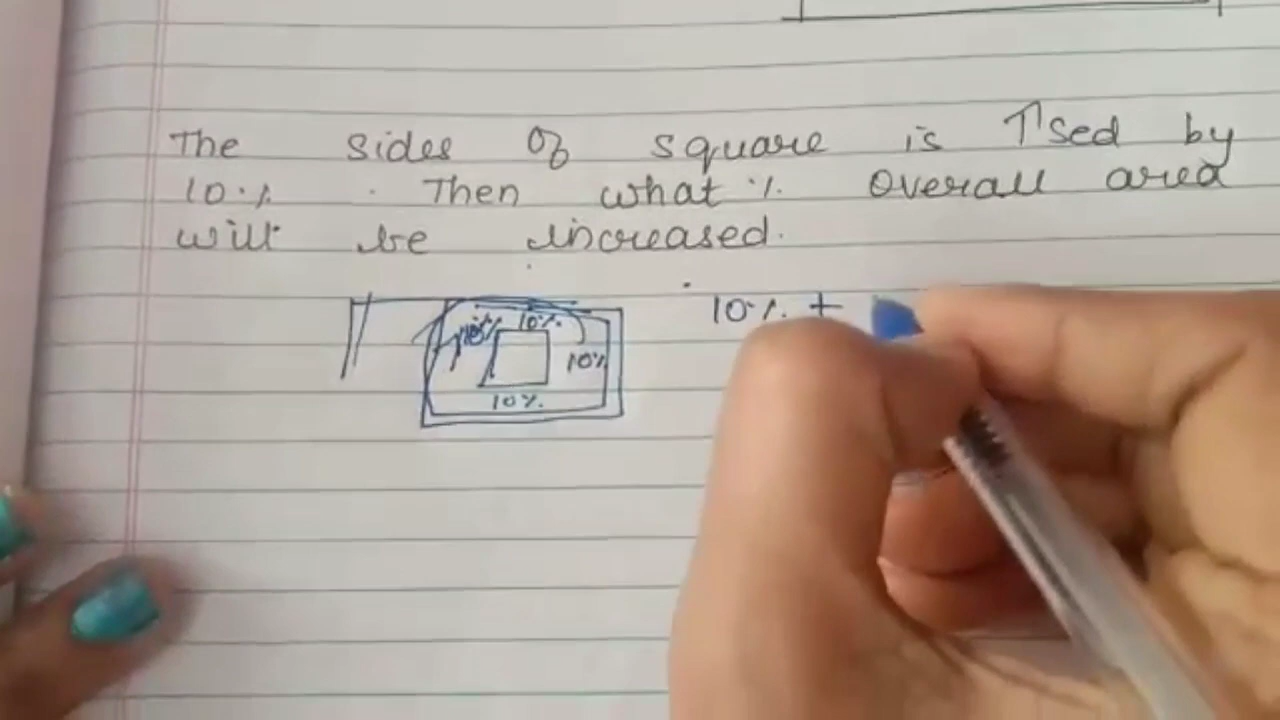 The sides of square is ↑sed by
10%. Then what % overall area
will be increased.
10% +
10% 10%
10%
10%